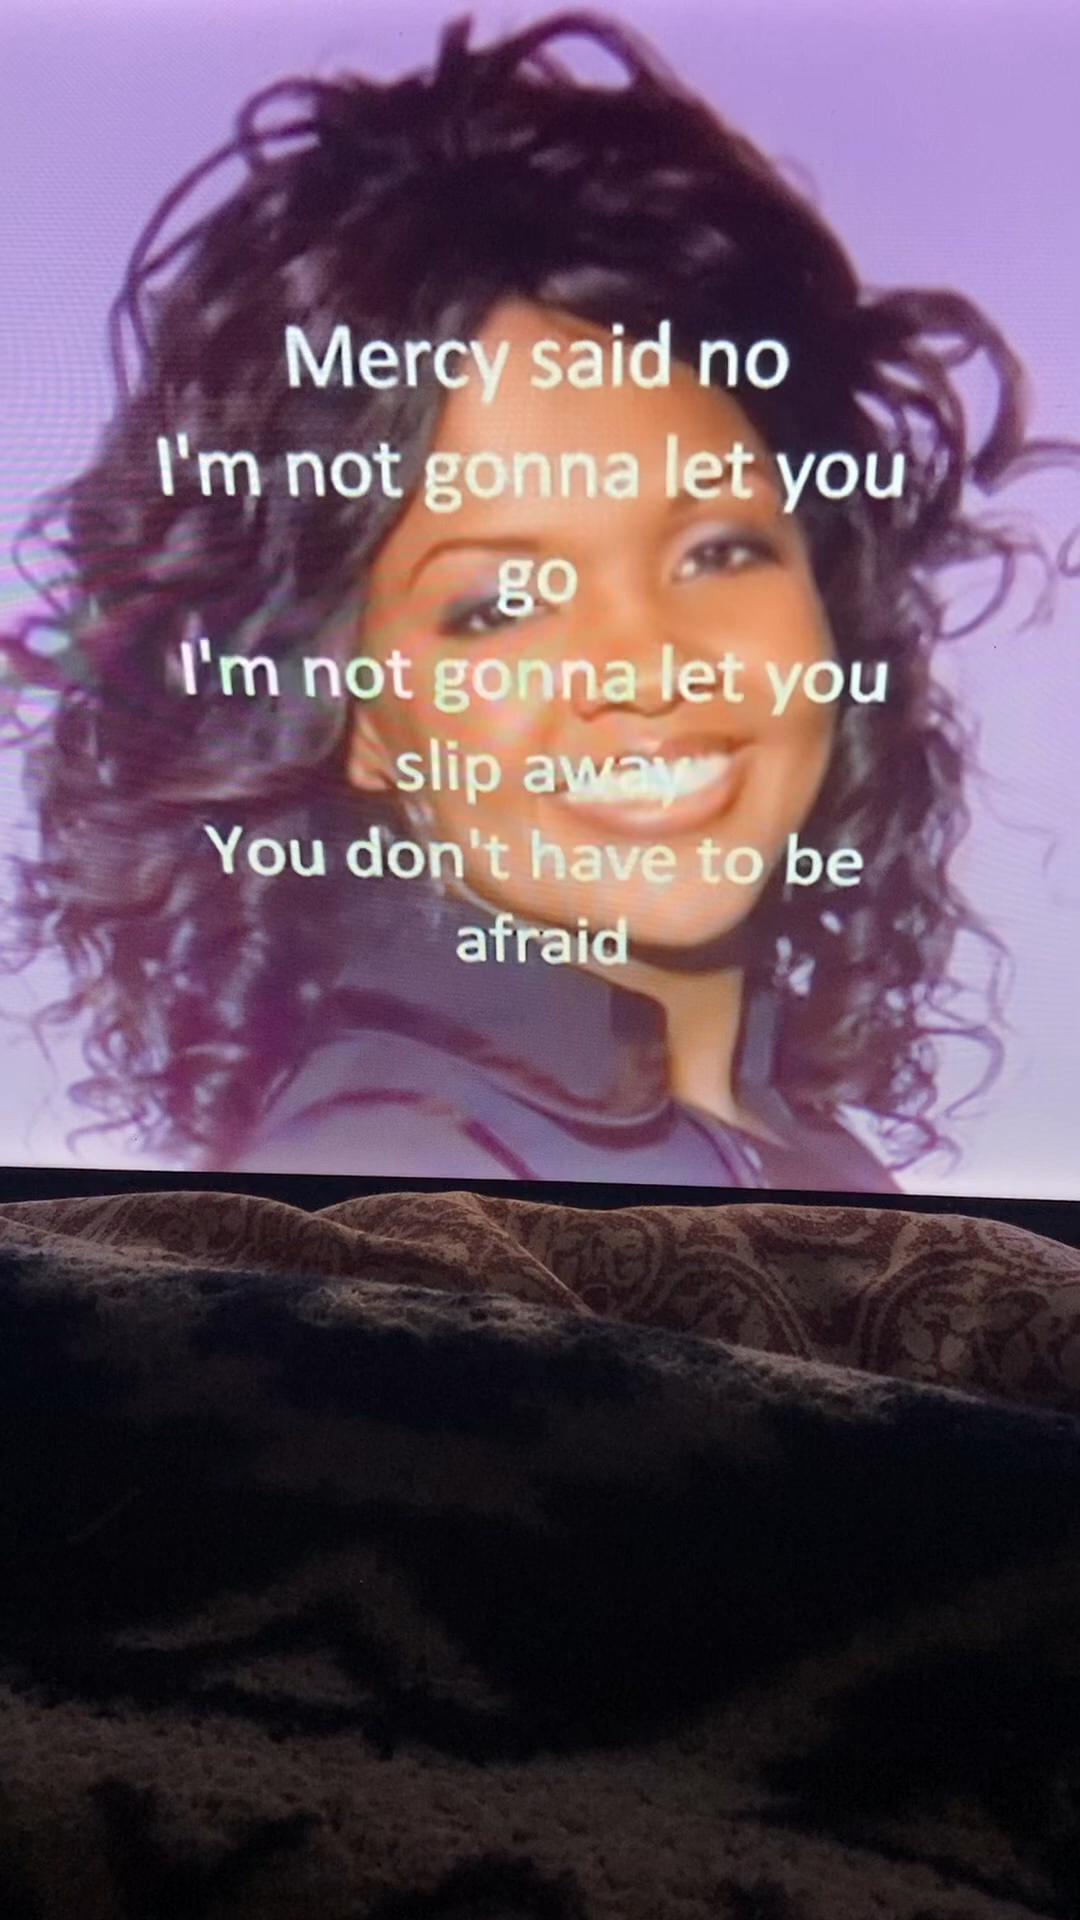 Mercy said no
I'm not gonna let you
go
I'm not gonna let you
slip away
You don't have to be
afraid